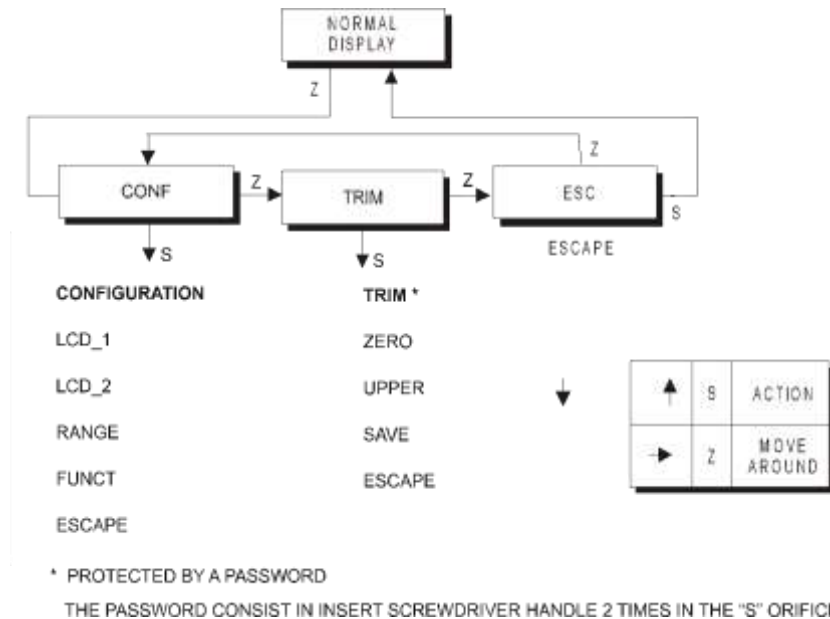 NORMAL
DISPLAY
Z
Z
CONF
Z
TRIM
Z
ESC
S
S
S
ESCAPE
CONFIGURATION
TRIM *
LCD_1
ZERO
LCD_2
UPPER
RANGE
SAVE
FUNCT
ESCAPE
ESCAPE
S ACTION
Z MOVE
AROUND
* PROTECTED BY A PASSWORD
THE PASSWORD CONSIST IN INSERT SCREWDRIVER HANDLE 2 TIMES IN THE "S"